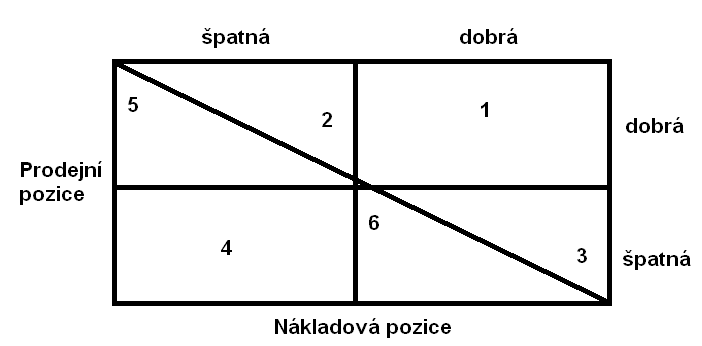 špatná dobrá
5 2 1 dobrá
Prodejní
pozice
4 6 3 špatná
Nákladová pozice